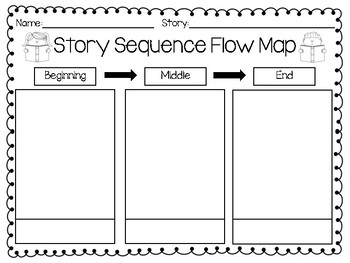 Name: Story:
Story Sequence Flow Map
Beginning Middle End